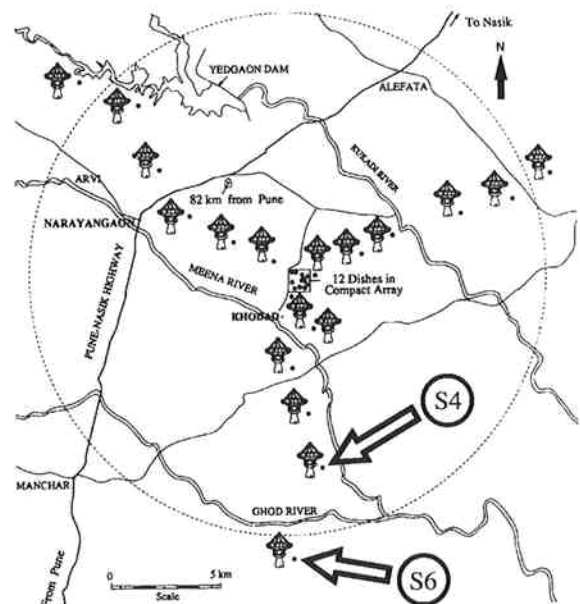 To Nasik
N
YEDGAON DAM
ALEFATA
KUKADI RIVER
ARVI
82 km from Pune
NARAYANGAON
PUNE-NASIK HIGHWAY
MEENA RIVER
12 Dishes in
Compact Array
KHODAD
S4
MANCHAR
GHOD RIVER
From Pune
0 5 km
Scale
S6